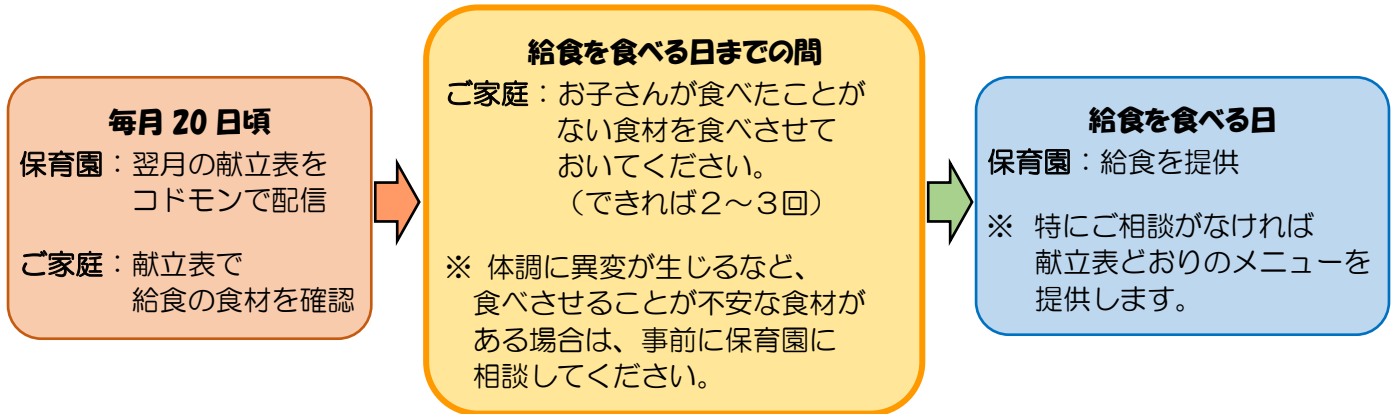 毎月 20 日頃
保育園：翌月の献立表を
コドモンで配信
ご家庭：献立表で
給食の食材を確認
給食を食べる日までの間
ご家庭：お子さんが食べたことが
ない食材を食べさせて
おいてください。
（できれば２～３回）
※ 体調に異変が生じるなど、
食べさせることが不安な食材が
ある場合は、事前に保育園に
相談してください。
給食を食べる日
保育園：給食を提供
※ 特にご相談がなければ
献立表どおりのメニューを
提供します。